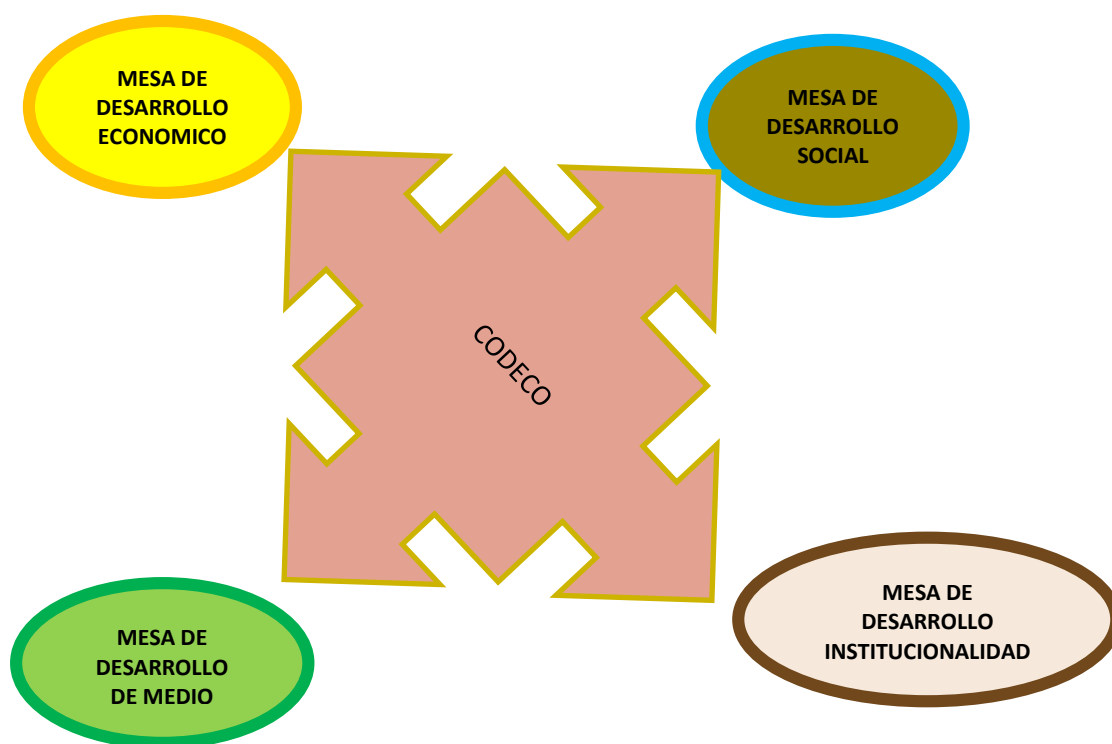 MESA DE
DESARROLLO
ECONOMICO
MESA DE
DESARROLLO
SOCIAL
CODECO
MESA DE
DESARROLLO
DE MEDIO
MESA DE
DESARROLLO
INSTITUCIONALIDAD